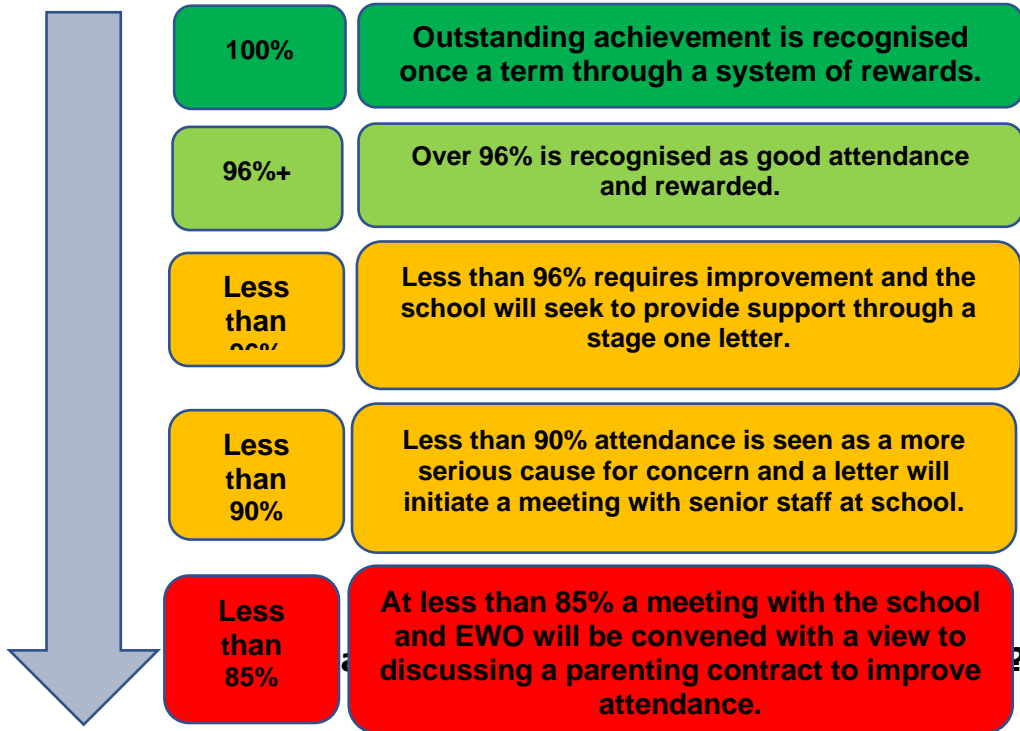 100%
Outstanding achievement is recognised
once a term through a system of rewards.
96%+
Over 96% is recognised as good attendance
and rewarded.
Less
than
96%
Less than 96% requires improvement and the
school will seek to provide support through a
stage one letter.
Less
than
90%
Less than 90% attendance is seen as a more
serious cause for concern and a letter will
initiate a meeting with senior staff at school.
Less
than
85%
At less than 85% a meeting with the school
and EWO will be convened with a view to
discussing a parenting contract to improve
attendance.